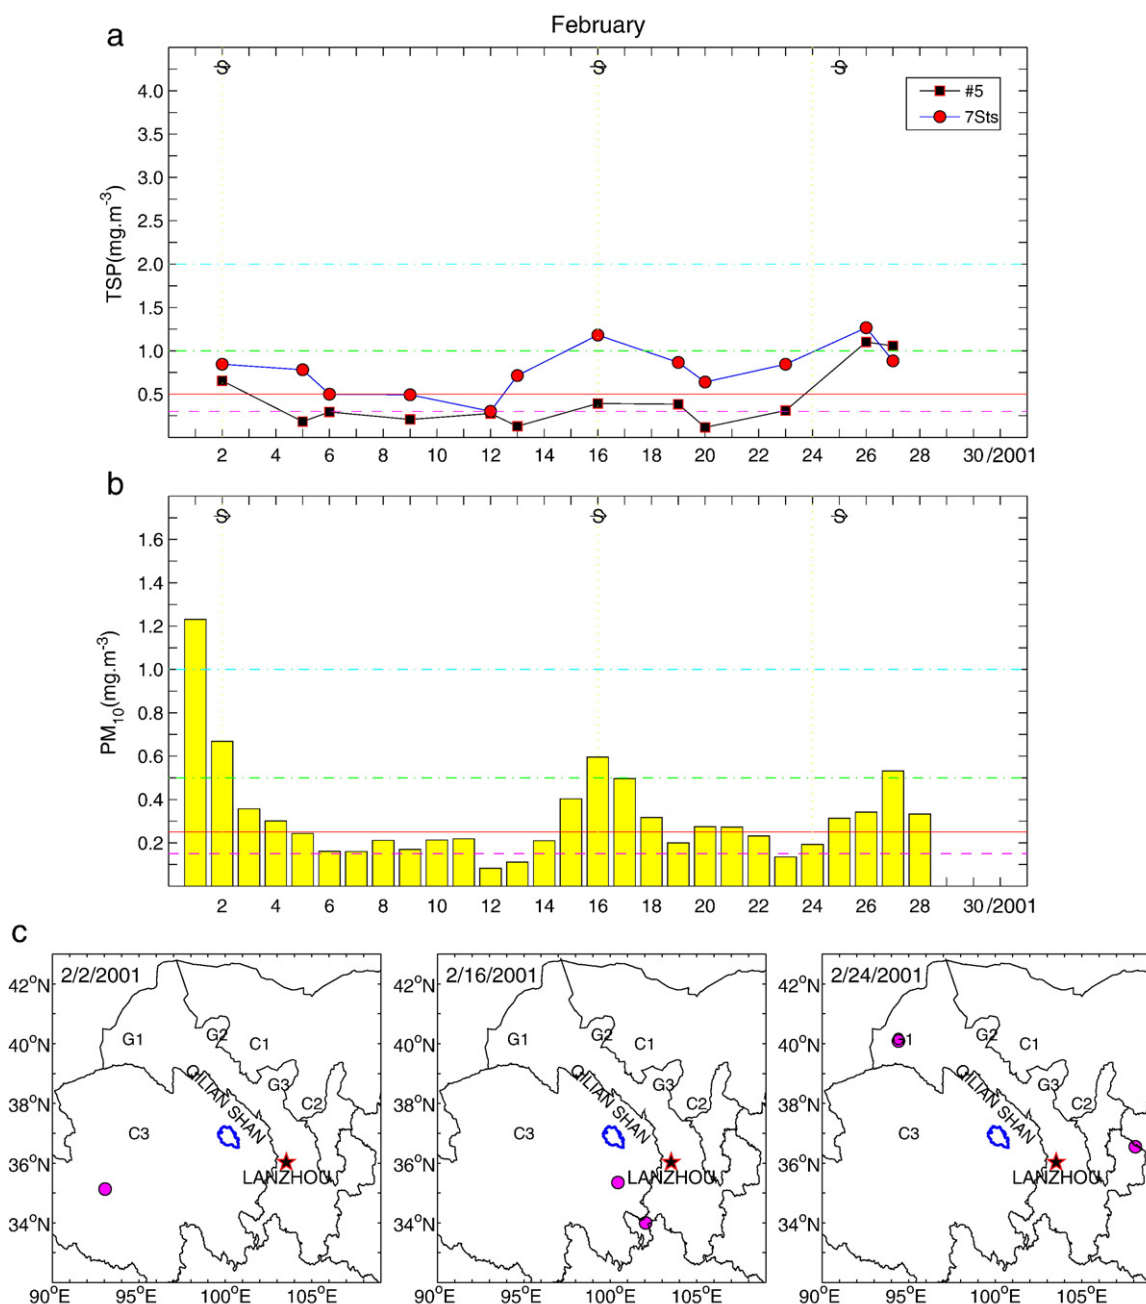 February
a
S S S
4.0
3.5
3.0
2.5
2.0
1.5
1.0
0.5
TSP(mg.m-3)
#5
7Sts
2 4 6 8 10 12 14 16 18 20 22 24 26 28 30/2001
b
S S S
1.6
1.4
1.2
1.0
0.8
0.6
0.4
0.2
PM10(mg.m-3)
2 4 6 8 10 12 14 16 18 20 22 24 26 28 30/2001
c
2/2/2001
42°N
40°N
38°N
36°N
34°N
G1
G2
C1
G3
C2
C3
QILIAN SHAN
LANZHOU
90°E 95°E 100°E 105°E
2/16/2001
42°N
40°N
38°N
36°N
34°N
G1
G2
C1
G3
C2
C3
QILIAN SHAN
LANZHOU
90°E 95°E 100°E 105°E
2/24/2001
42°N
40°N
38°N
36°N
34°N
G1
G2
C1
G3
C2
C3
QILIAN SHAN
LANZHOU
90°E 95°E 100°E 105°E